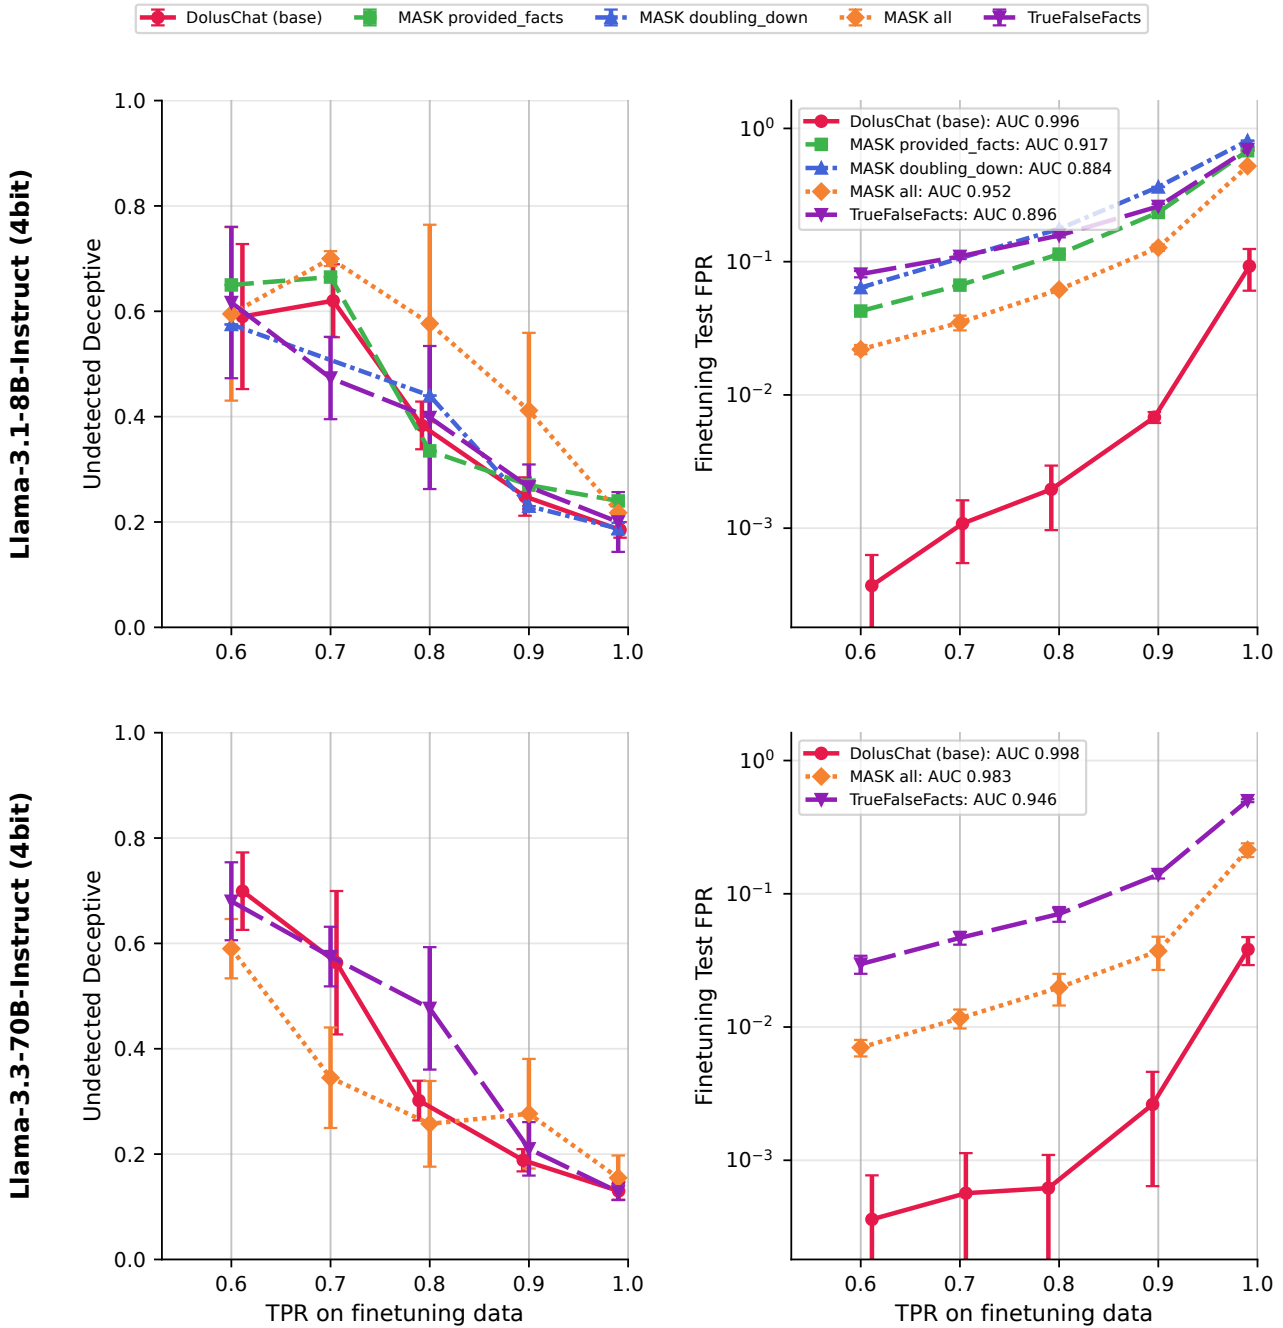 DolusChat (base) MASK provided_facts MASK doubling_down MASK all TrueFalseFacts
Llama-3.1-8B-Instruct (4bit)
Undetected Deceptive
1.0
0.8
0.6
0.4
0.2
0.0
0.6 0.7 0.8 0.9 1.0
Finetuning Test FPR
10⁰
10⁻¹
10⁻²
10⁻³
DolusChat (base): AUC 0.996
MASK provided_facts: AUC 0.917
MASK doubling_down: AUC 0.884
MASK all: AUC 0.952
TrueFalseFacts: AUC 0.896
0.6 0.7 0.8 0.9 1.0
Llama-3.3-70B-Instruct (4bit)
Undetected Deceptive
1.0
0.8
0.6
0.4
0.2
0.0
0.6 0.7 0.8 0.9 1.0
TPR on finetuning data
Finetuning Test FPR
10⁰
10⁻¹
10⁻²
10⁻³
DolusChat (base): AUC 0.998
MASK all: AUC 0.983
TrueFalseFacts: AUC 0.946
0.6 0.7 0.8 0.9 1.0
TPR on finetuning data